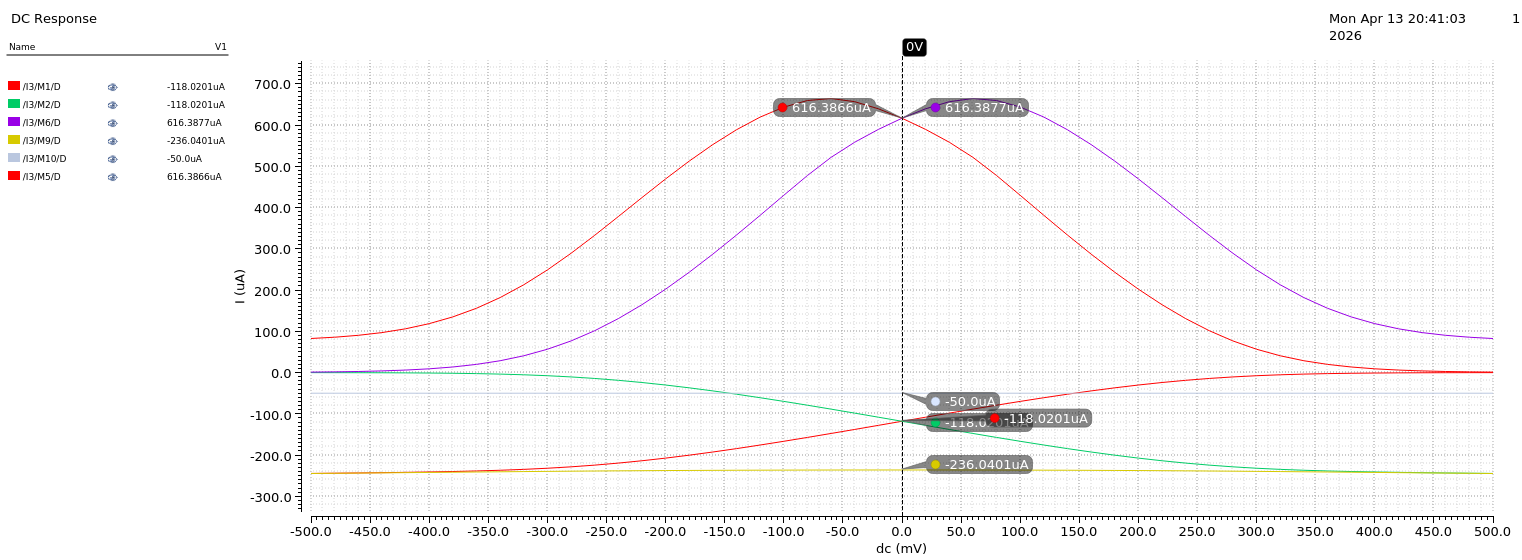 DC Response
Mon Apr 13 20:41:03 1
2026
Name V1
/I3/M1/D -118.0201uA
/I3/M2/D -118.0201uA
/I3/M6/D 616.3877uA
/I3/M9/D -236.0401uA
/I3/M10/D -50.0uA
/I3/M5/D 616.3866uA
0V
700.0
600.0
500.0
400.0
300.0
200.0
100.0
0.0
-100.0
-200.0
-300.0
I (uA)
616.3866uA
616.3877uA
-50.0uA
-118.0201uA
-236.0401uA
-500.0 -450.0 -400.0 -350.0 -300.0 -250.0 -200.0 -150.0 -100.0 -50.0 0.0 50.0 100.0 150.0 200.0 250.0 300.0 350.0 400.0 450.0 500.0
dc (mV)